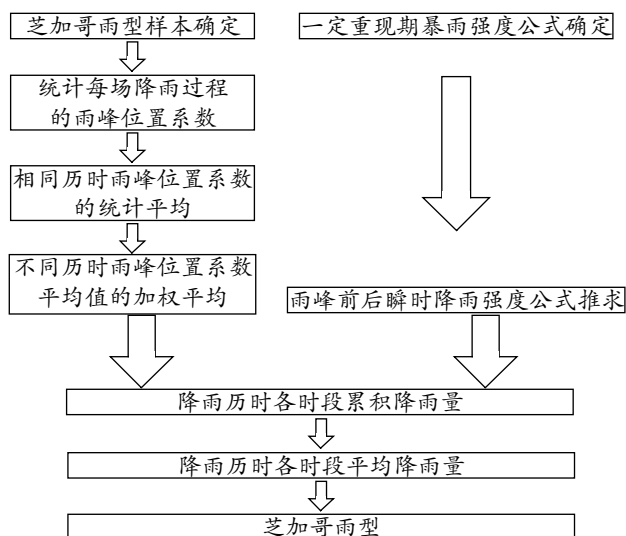 芝加哥雨型样本确定
一定重现期暴雨强度公式确定
统计每场降雨过程
的雨峰位置系数
相同历时雨峰位置系数
的统计平均
不同历时雨峰位置系数
平均值的加权平均
雨峰前后瞬时降雨强度公式推求
降雨历时各时段累积降雨量
降雨历时各时段平均降雨量
芝加哥雨型